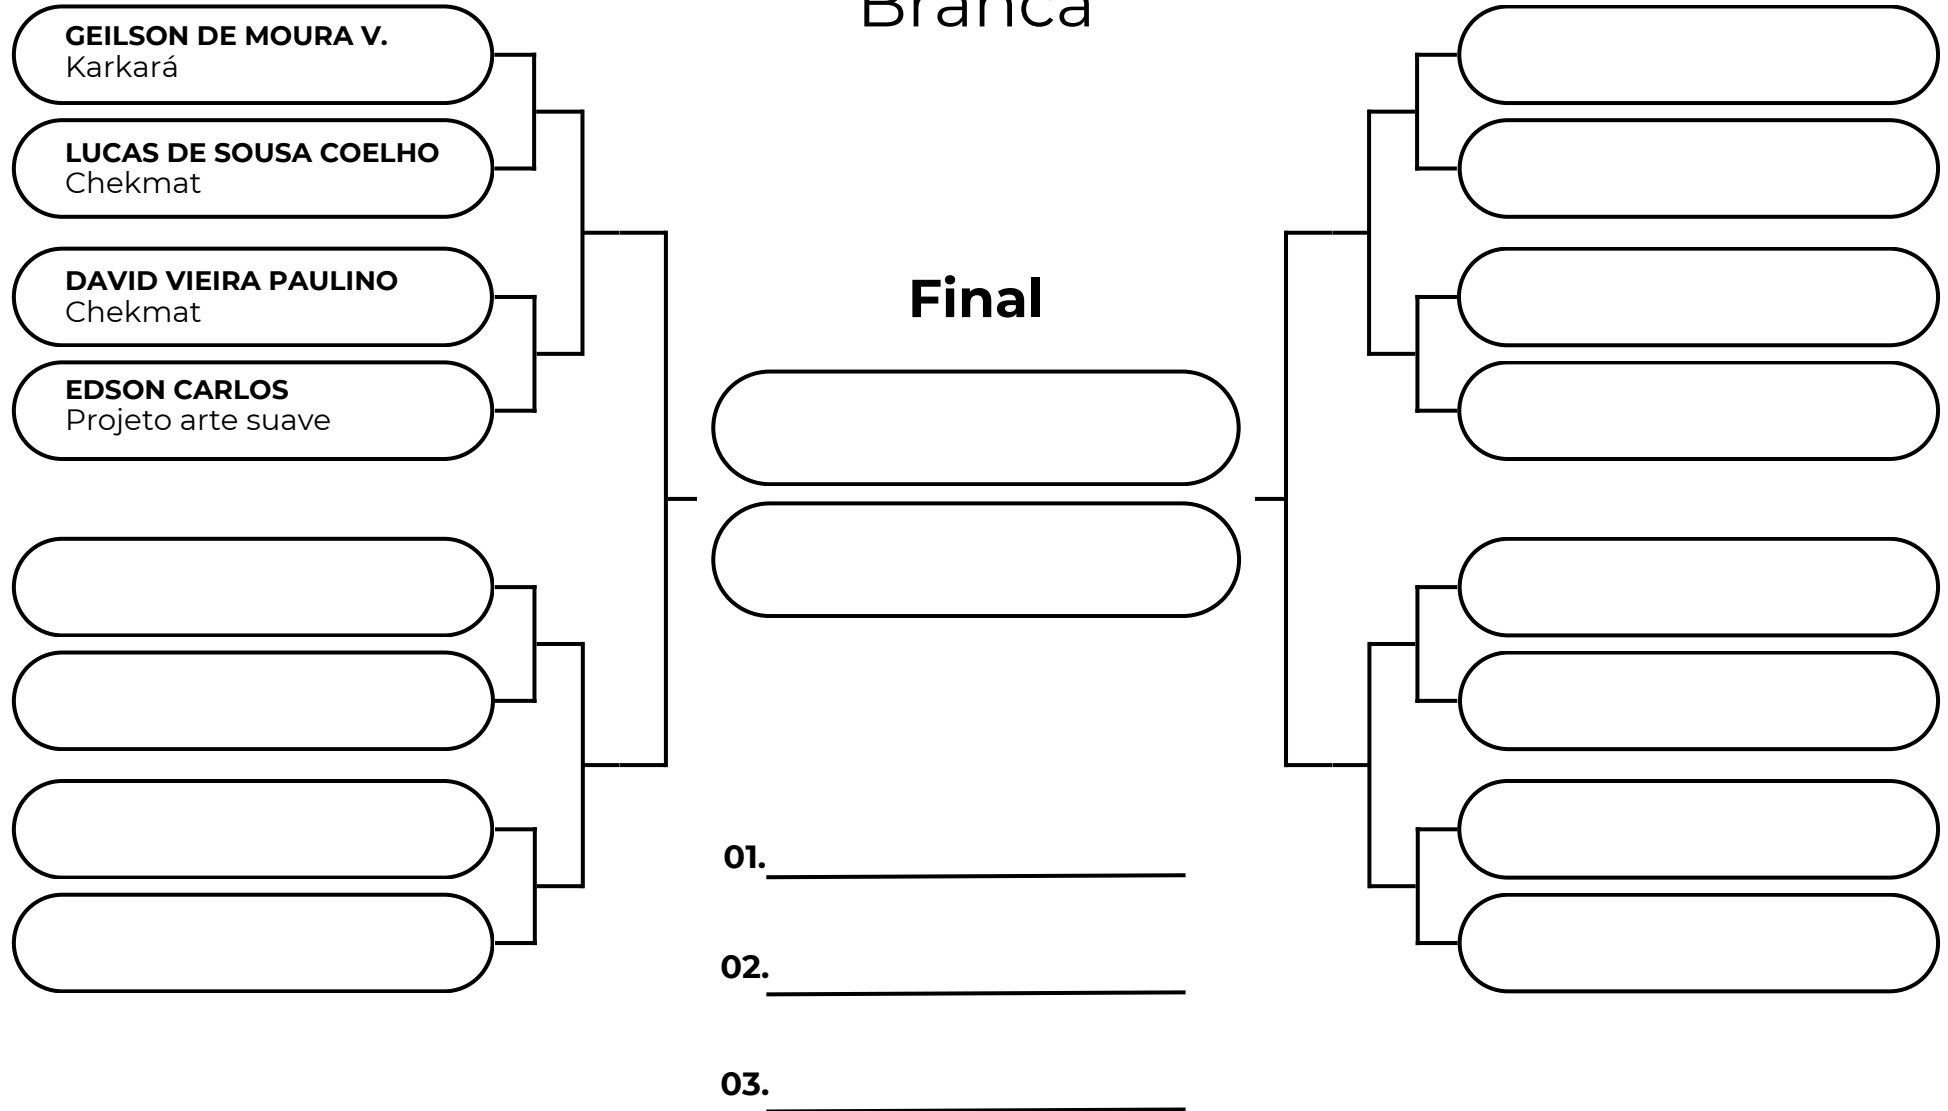 Branca
GEILSON DE MOURA V.
Karkará
LUCAS DE SOUSA COELHO
Chekmat
DAVID VIEIRA PAULINO
Chekmat
EDSON CARLOS
Projeto arte suave
Final
01.
02.
03.